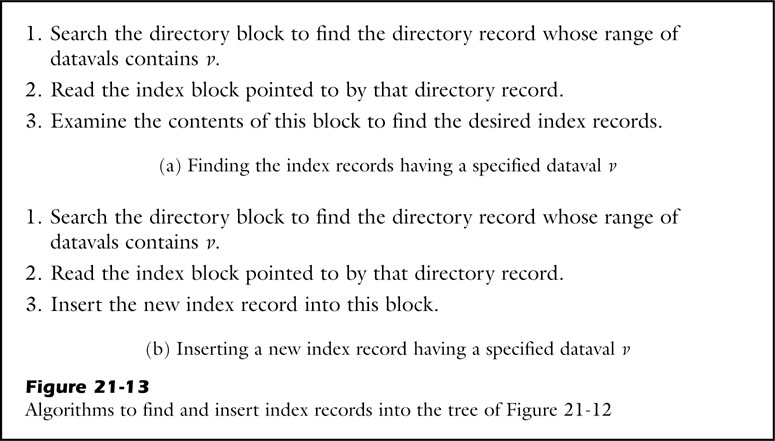 1. Search the directory block to find the directory record whose range of
datavals contains v.
2. Read the index block pointed to by that directory record.
3. Examine the contents of this block to find the desired index records.
(a) Finding the index records having a specified dataval v
1. Search the directory block to find the directory record whose range of
datavals contains v.
2. Read the index block pointed to by that directory record.
3. Insert the new index record into this block.
(b) Inserting a new index record having a specified dataval v
Figure 21-13
Algorithms to find and insert index records into the tree of Figure 21-12